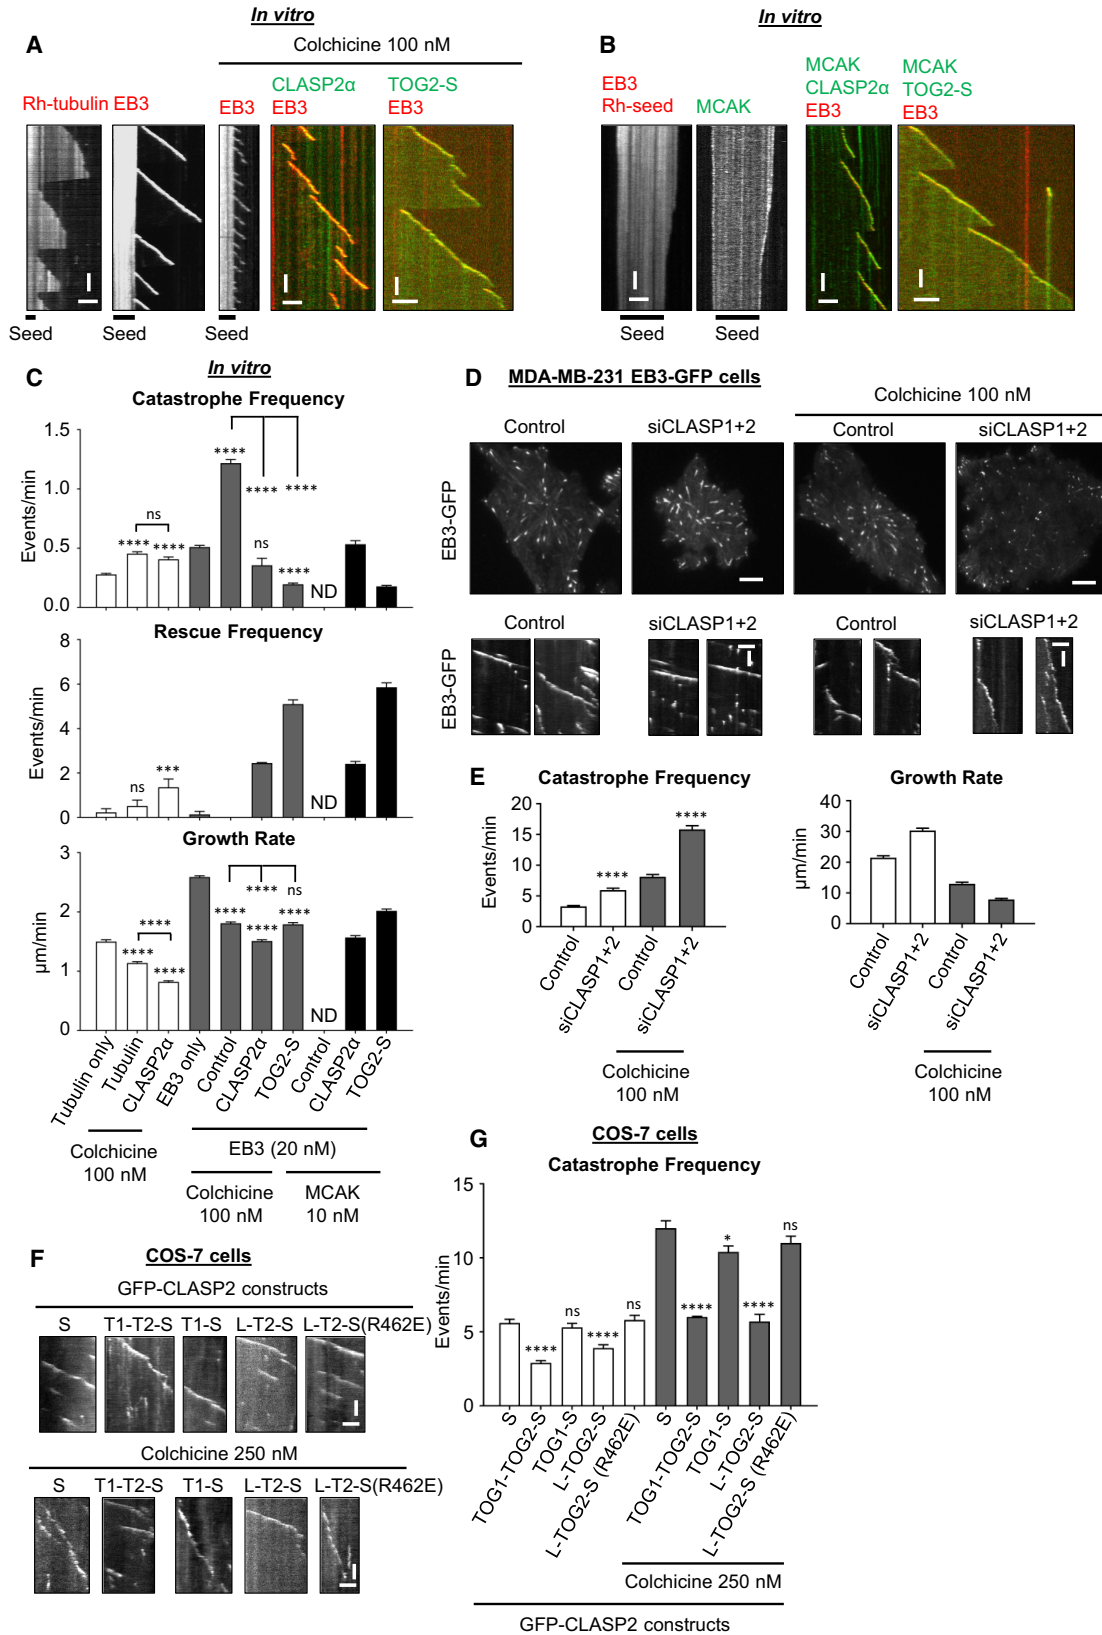 In vitro
A
Colchicine 100 nM
CLASP2α
TOG2-S
Rh-tubulin EB3
EB3
EB3
EB3
Seed
Seed
Seed
In vitro
B
EB3
Rh-seed
MCAK
MCAK
CLASP2α
EB3
MCAK
TOG2-S
EB3
Seed
Seed
C
In vitro
Catastrophe Frequency
Events/min
1.5
1.0
0.5
0.0
ns
****
****
****
ns
****
****
****
ND
Rescue Frequency
Events/min
8
6
4
2
0
ns
***
ND
Growth Rate
µm/min
3
2
1
0
****
****
****
****
ns
****
****
****
ND
Tubulin only
Tubulin
CLASP2α
EB3 only
Control
CLASP2α
TOG2-S
Control
CLASP2α
TOG2-S
Colchicine
100 nM
EB3 (20 nM)
Colchicine
100 nM
MCAK
10 nM
D
MDA-MB-231 EB3-GFP cells
Colchicine 100 nM
Control
siCLASP1+2
Control
siCLASP1+2
EB3-GFP
Control
siCLASP1+2
Control
siCLASP1+2
EB3-GFP
E
Catastrophe Frequency
Events/min
20
15
10
5
0
****
****
Control
siCLASP1+2
Control
siCLASP1+2
Colchicine
100 nM
Growth Rate
µm/min
40
30
20
10
0
Control
siCLASP1+2
Control
siCLASP1+2
Colchicine
100 nM
F
COS-7 cells
GFP-CLASP2 constructs
S
T1-T2-S
T1-S
L-T2-S
L-T2-S(R462E)
Colchicine 250 nM
S
T1-T2-S
T1-S
L-T2-S
L-T2-S(R462E)
G
COS-7 cells
Catastrophe Frequency
Events/min
15
10
5
0
****
ns
****
ns
****
*
****
ns
S
TOG1-TOG2-S
TOG1-S
L-TOG2-S
L-TOG2-S (R462E)
S
TOG1-TOG2-S
TOG1-S
L-TOG2-S
L-TOG2-S (R462E)
Colchicine 250 nM
GFP-CLASP2 constructs